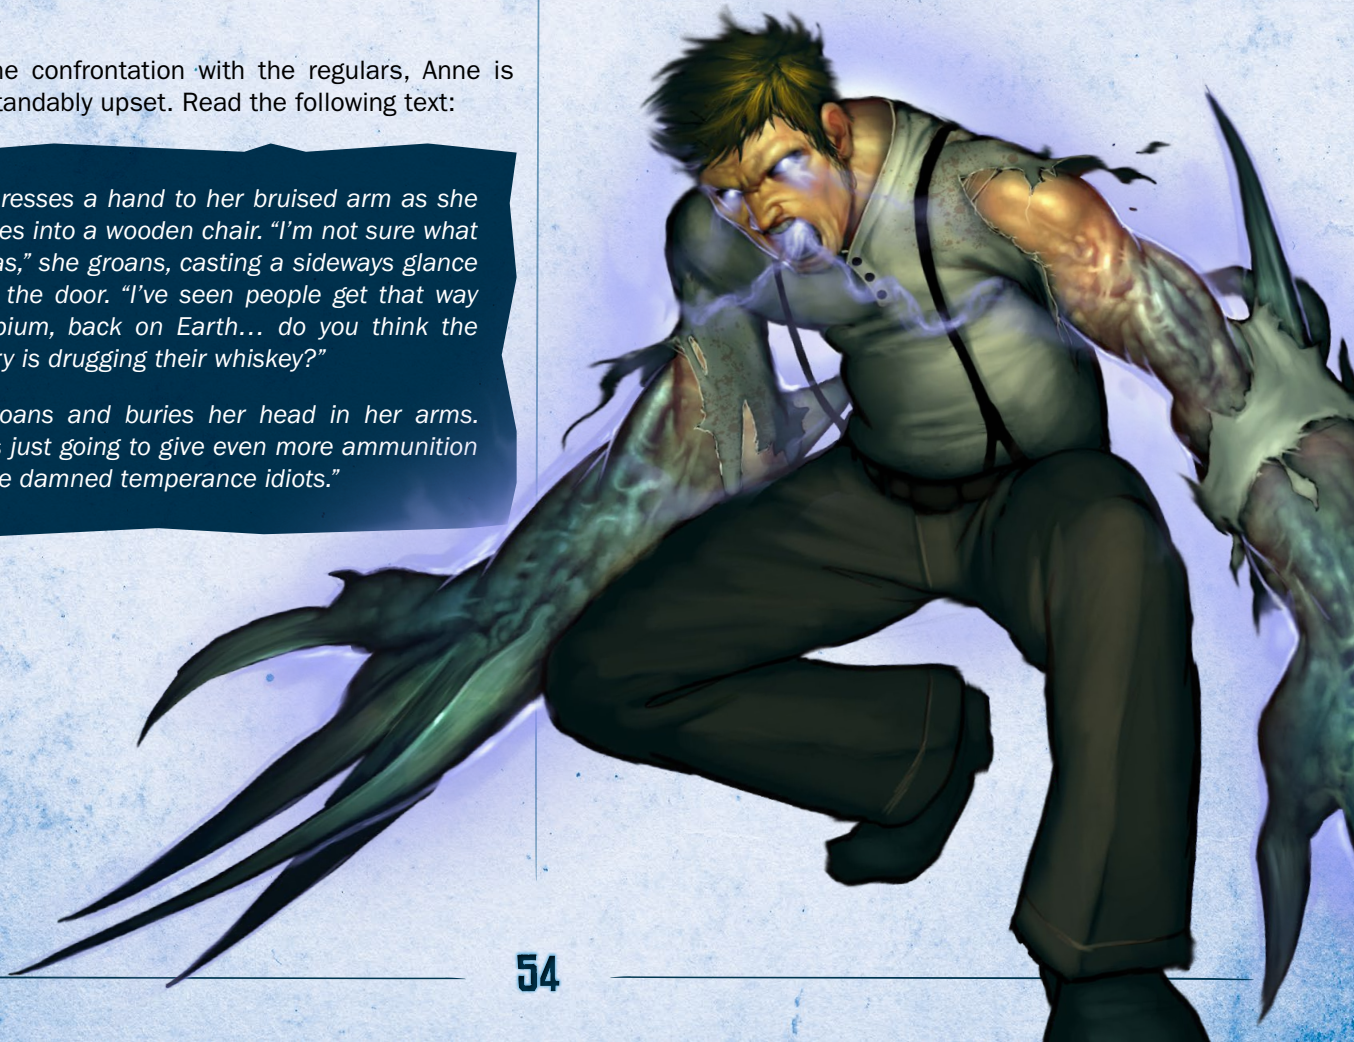 he confrontation with the regulars, Anne is
tandably upset. Read the following text:
resses a hand to her bruised arm as she
es into a wooden chair. “I’m not sure what
as,” she groans, casting a sideways glance
the door. “I’ve seen people get that way
pium, back on Earth… do you think the
ry is drugging their whiskey?”
oans and buries her head in her arms.
s just going to give even more ammunition
e damned temperance idiots.”
54